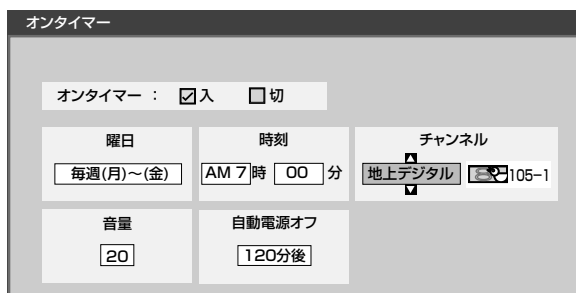 オンタイマー
オンタイマー : 入 切
曜日
毎週(月)~(金)
時刻
AM 7 時 00 分
チャンネル
地上デジタル 105-1
音量
20
自動電源オフ
120分後